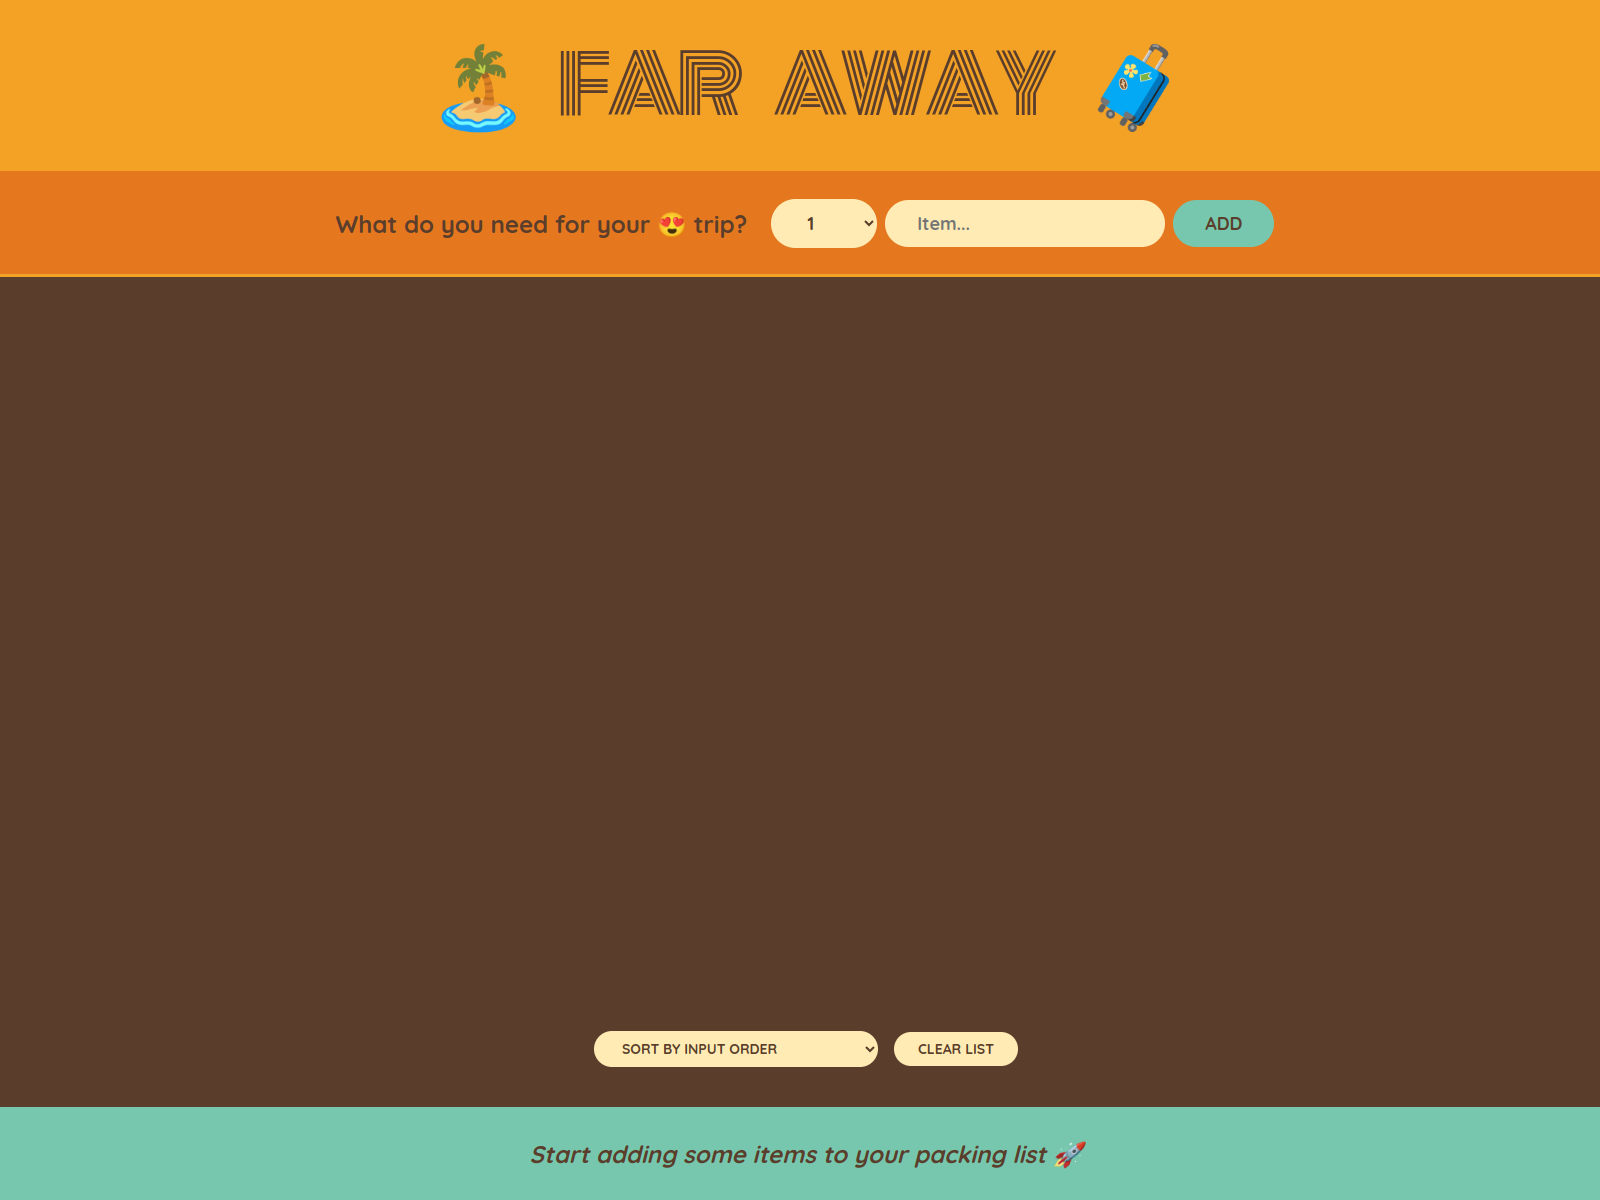 🏝️ FAR AWAY 🧳
What do you need for your 😍 trip? 1 Item... ADD
SORT BY INPUT ORDER CLEAR LIST
Start adding some items to your packing list 🚀